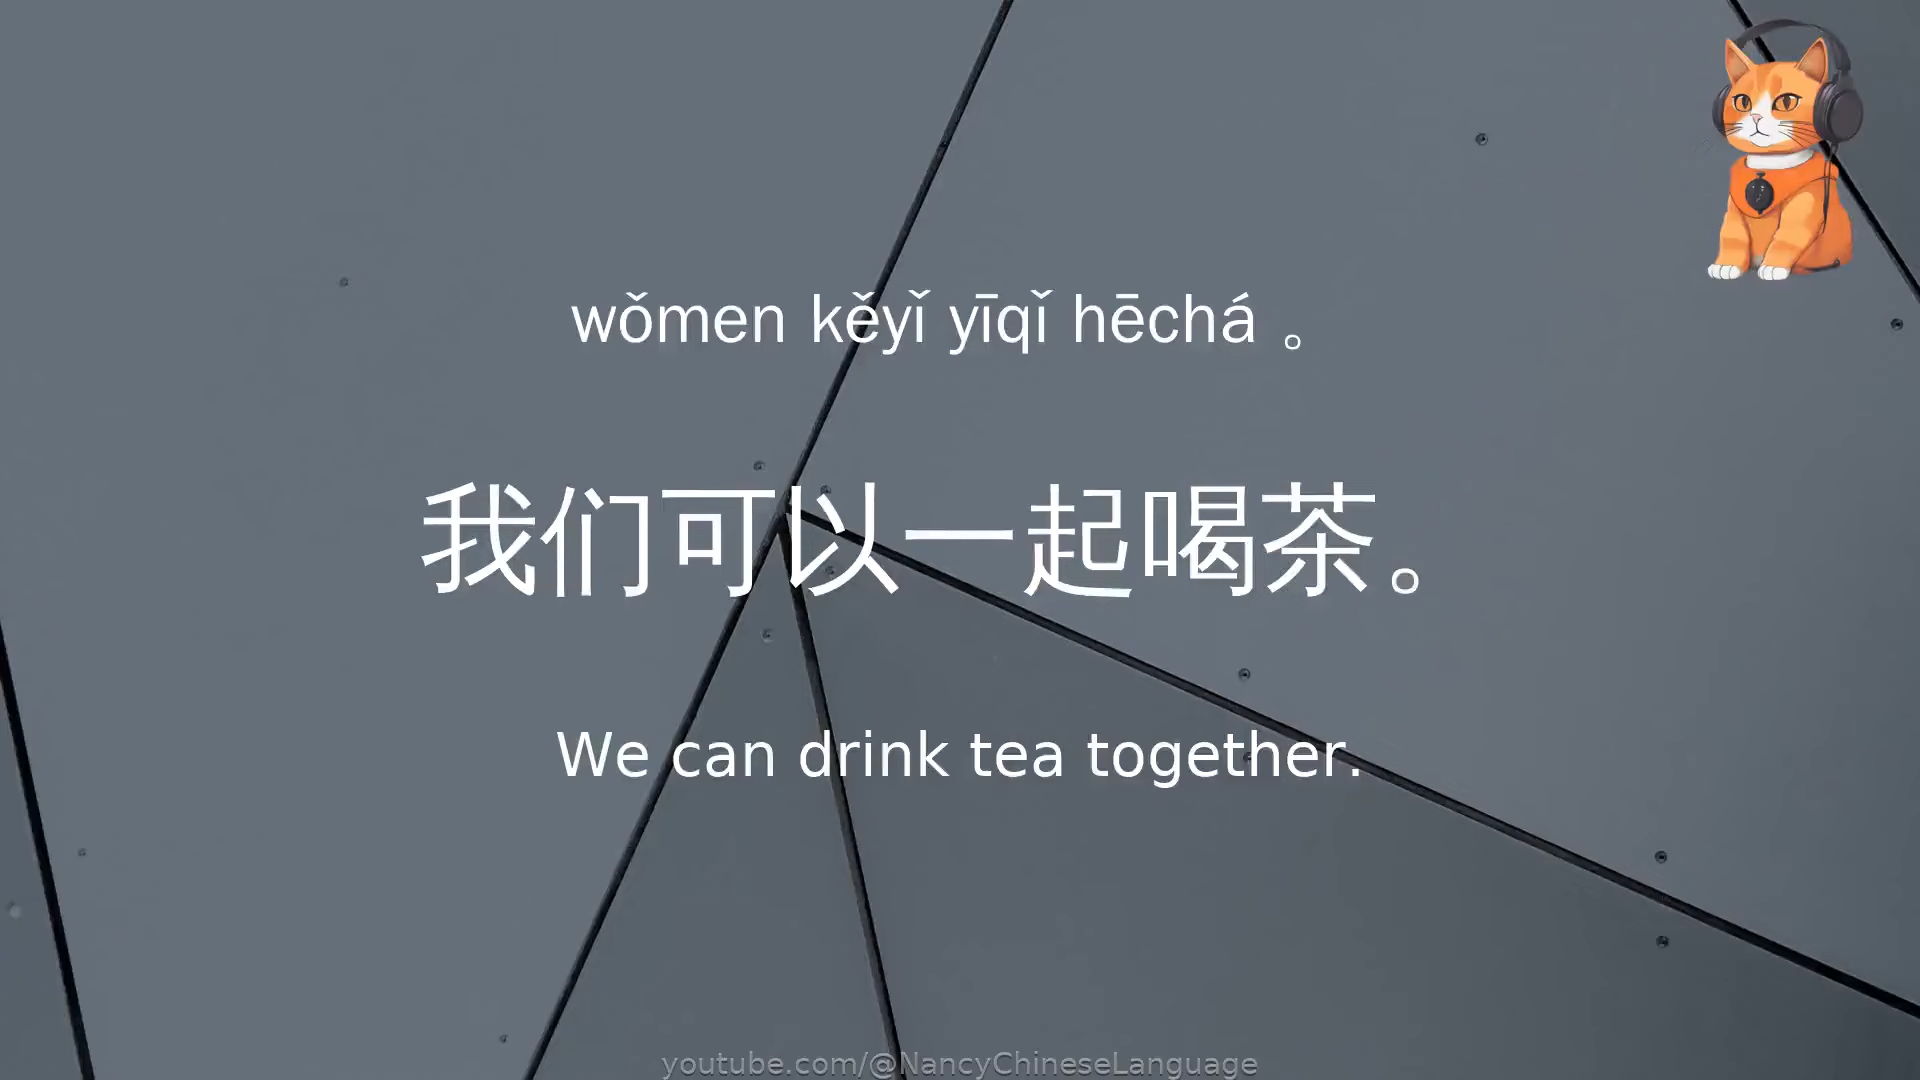 wǒmen kěyǐ yīqǐ hēchá 。
我们可以一起喝茶。
We can drink tea together.
youtube.com/@NancyChineseLanguage